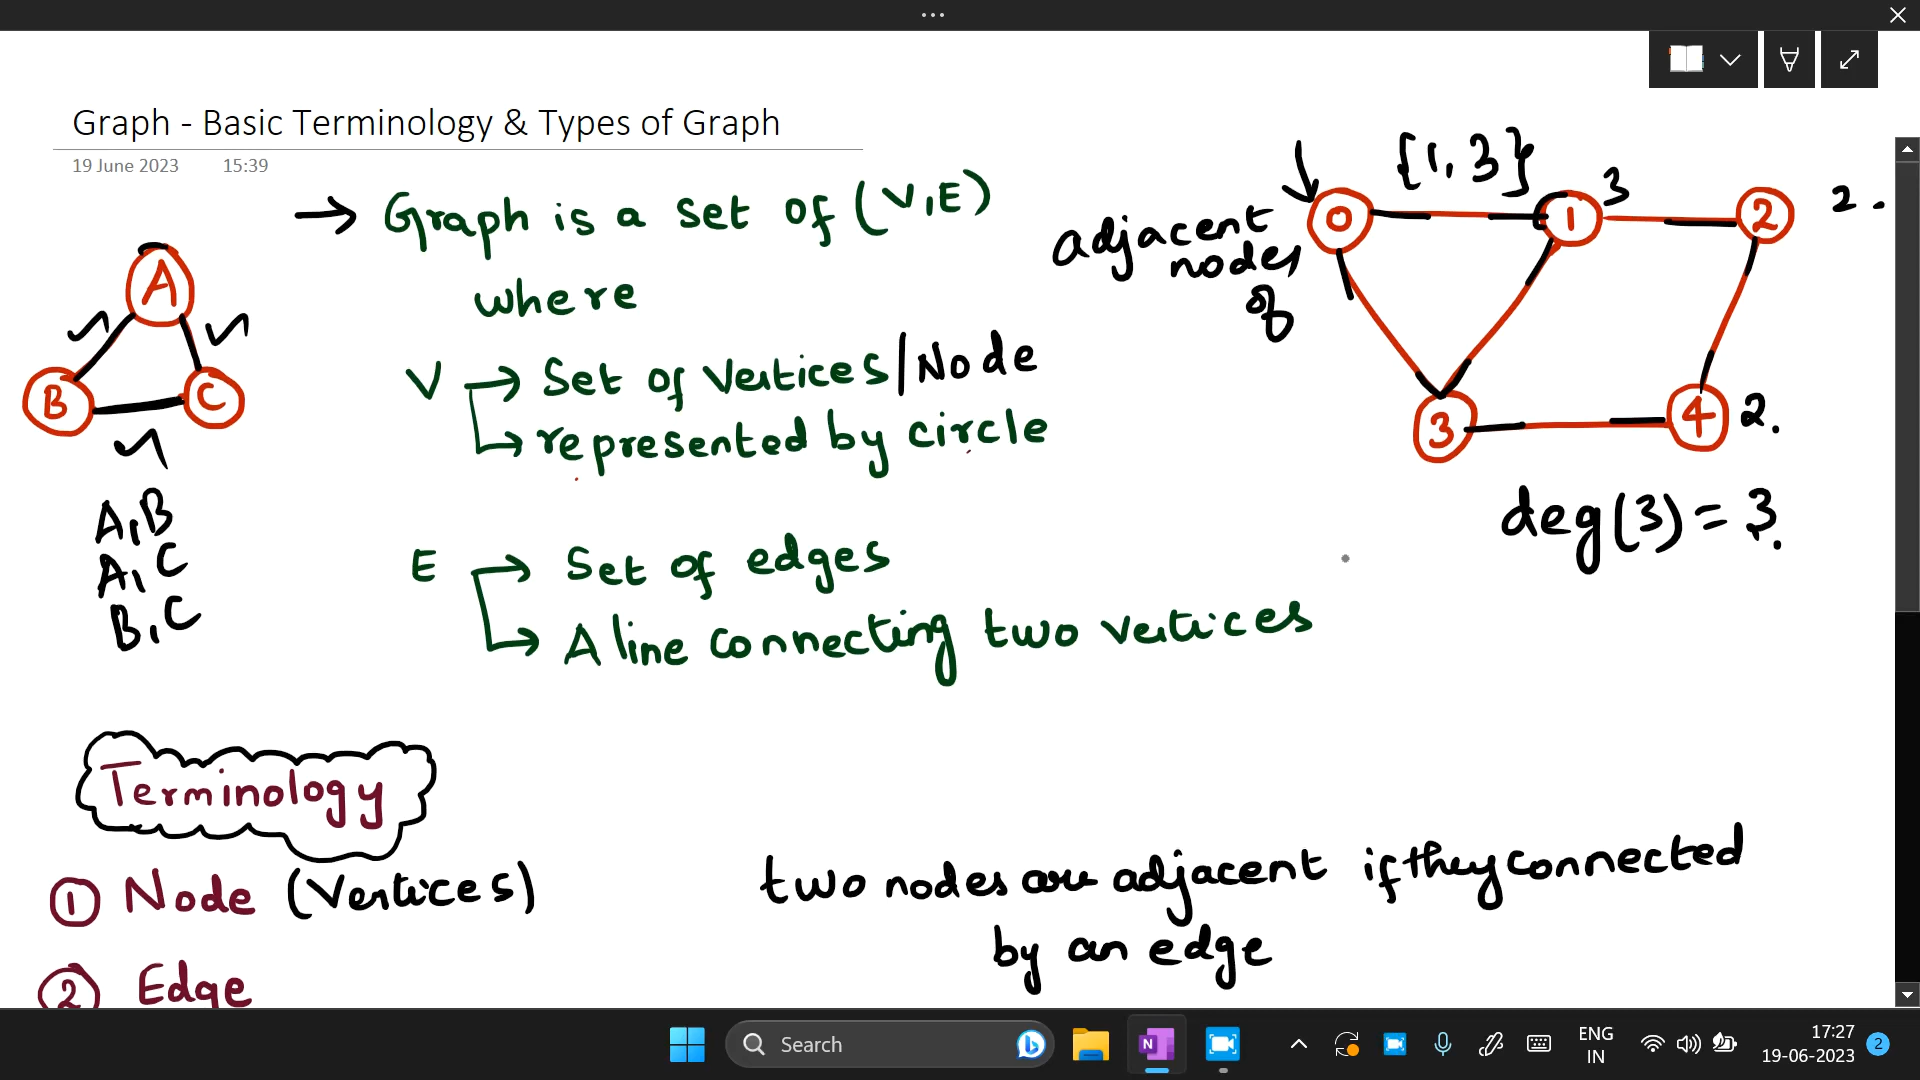 Graph - Basic Terminology & Types of Graph
19 June 2023 15:39
→ Graph is a set of (V,E)
where
V → Set of Vertices/Node
→ represented by circle
E → Set of edges
→ A line connecting two vertices
A
B
C
A,B
A,C
B,C
{1,3}
adjacent
nodes
of
0
1
3
2
2.
3
4
2.
deg(3) = 3.
Terminology
① Node (Vertices)
② Edge
two nodes are adjacent if they connected
by an edge
Search
ENG
IN
17:27
19-06-2023
2